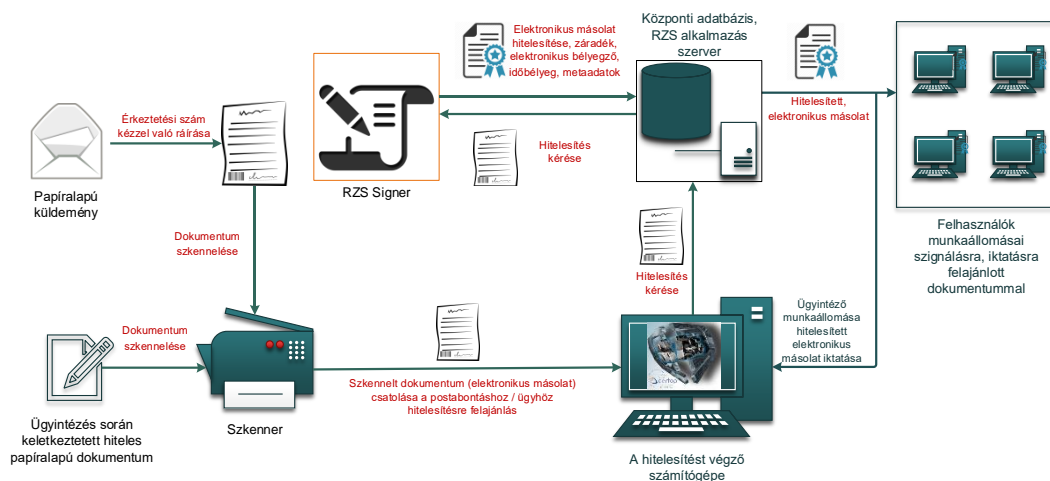 Elektronikus másolat
hitelesítése, záradék,
elektronikus bélyegző,
időbélyeg, metaadatok
Központi adatbázis,
RZS alkalmazás
szerver
Érkeztetési szám
kézzel való ráírása
Hitelesítés
kérése
Hitelesített,
elektronikus másolat
Papíralapú
küldemény
RZS Signer
Felhasználók
munkaállomásai
szignálásra, iktatásra
felajánlott
dokumentummal
Dokumentum
szkennelése
Hitelesítés
kérése
Ügyintéző
munkaállomása
hitelesített
elektronikus
másolat iktatása
Dokumentum
szkennelése
Szkennelt dokumentum (elektronikus másolat)
csatolása a postabontáshoz / ügyhöz
hitelesítésre felajánlás
Ügyintézés során
keletkeztetett hiteles
papíralapú dokumentum
Szkenner
A hitelesítést végző
számítógépe